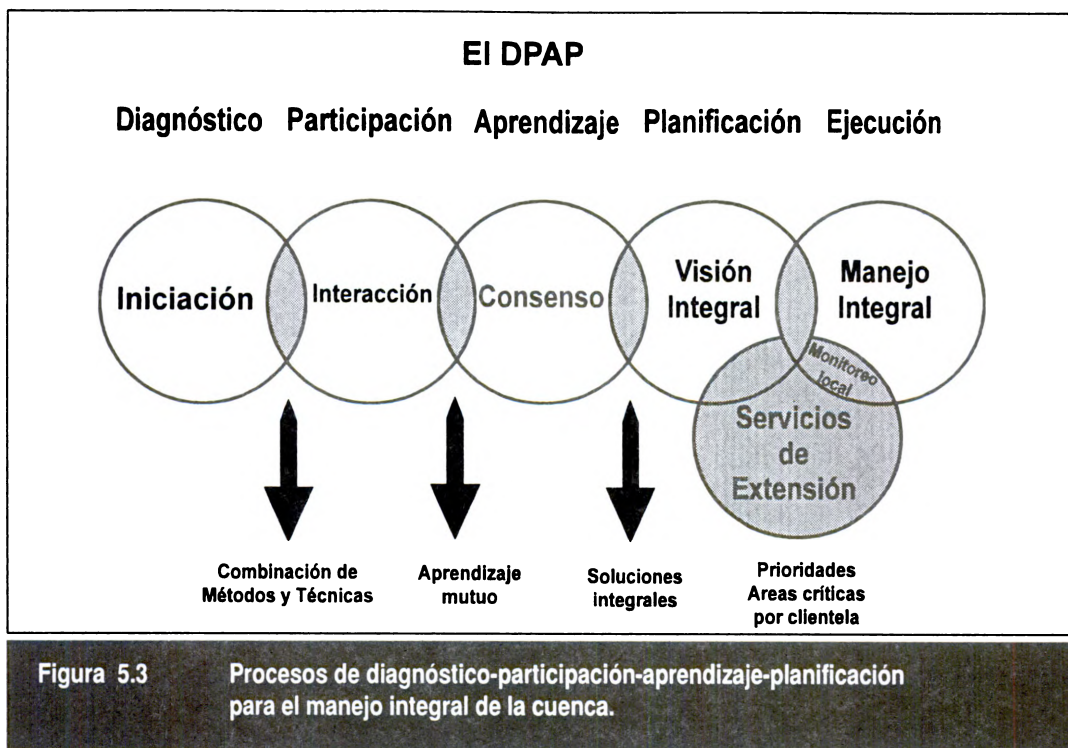 El DPAP
Diagnóstico Participación Aprendizaje Planificación Ejecución
Iniciación
Interacción
Consenso
Visión
Integral
Manejo
Integral
Monitoreo
local
Servicios
de
Extensión
Combinación de
Métodos y Técnicas
Aprendizaje
mutuo
Soluciones
integrales
Prioridades
Areas críticas
por clientela
Figura 5.3 Procesos de diagnóstico-participación-aprendizaje-planificación
para el manejo integral de la cuenca.